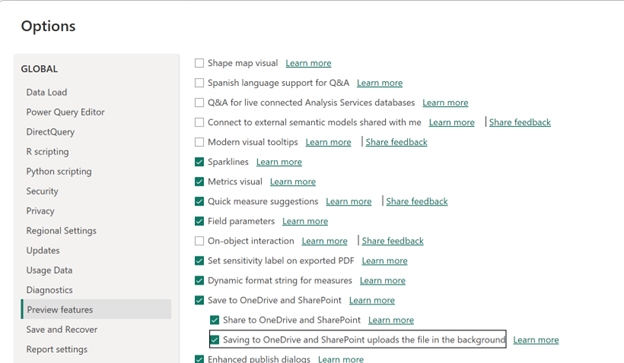 Options
GLOBAL
Data Load
Power Query Editor
DirectQuery
R scripting
Python scripting
Security
Privacy
Regional Settings
Updates
Usage Data
Diagnostics
Preview features
Save and Recover
Report settings
Shape map visual Learn more
Spanish language support for Q&A Learn more
Q&A for live connected Analysis Services databases Learn more
Connect to external semantic models shared with me Learn more | Share feedback
Modern visual tooltips Learn more | Share feedback
Sparklines Learn more
Metrics visual Learn more
Quick measure suggestions Learn more | Share feedback
Field parameters Learn more
On-object interaction Learn more | Share feedback
Set sensitivity label on exported PDF Learn more
Dynamic format string for measures Learn more
Save to OneDrive and SharePoint Learn more
Share to OneDrive and SharePoint Learn more
Saving to OneDrive and SharePoint uploads the file in the background Learn more
Enhanced publish dialogs Learn more